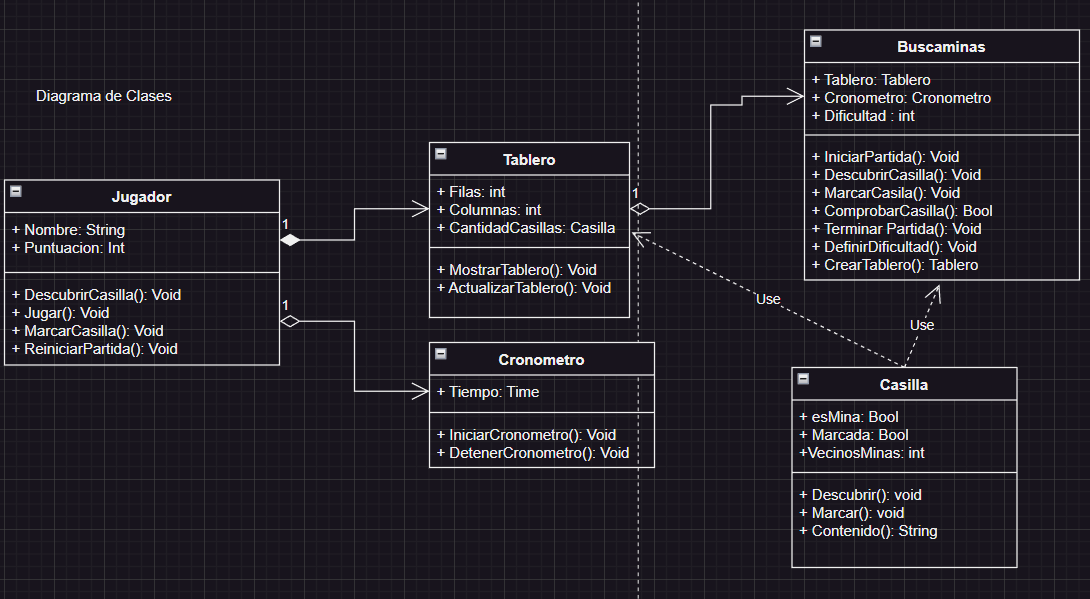 Diagrama de Clases
Jugador
+ Nombre: String
+ Puntuacion: Int
+ DescubrirCasilla(): Void
+ Jugar(): Void
+ MarcarCasilla(): Void
+ ReiniciarPartida(): Void
1
1
Tablero
+ Filas: int
+ Columnas: int
+ CantidadCasillas: Casilla
+ MostrarTablero(): Void
+ ActualizarTablero(): Void
1
Cronometro
+ Tiempo: Time
+ IniciarCronometro(): Void
+ DetenerCronometro(): Void
Buscaminas
+ Tablero: Tablero
+ Cronometro: Cronometro
+ Dificultad : int
+ IniciarPartida(): Void
+ DescubrirCasilla(): Void
+ MarcarCasila(): Void
+ ComprobarCasilla(): Bool
+ Terminar Partida(): Void
+ DefinirDificultad(): Void
+ CrearTablero(): Tablero
Use
Use
Casilla
+ esMina: Bool
+ Marcada: Bool
+VecinosMinas: int
+ Descubrir(): void
+ Marcar(): void
+ Contenido(): String